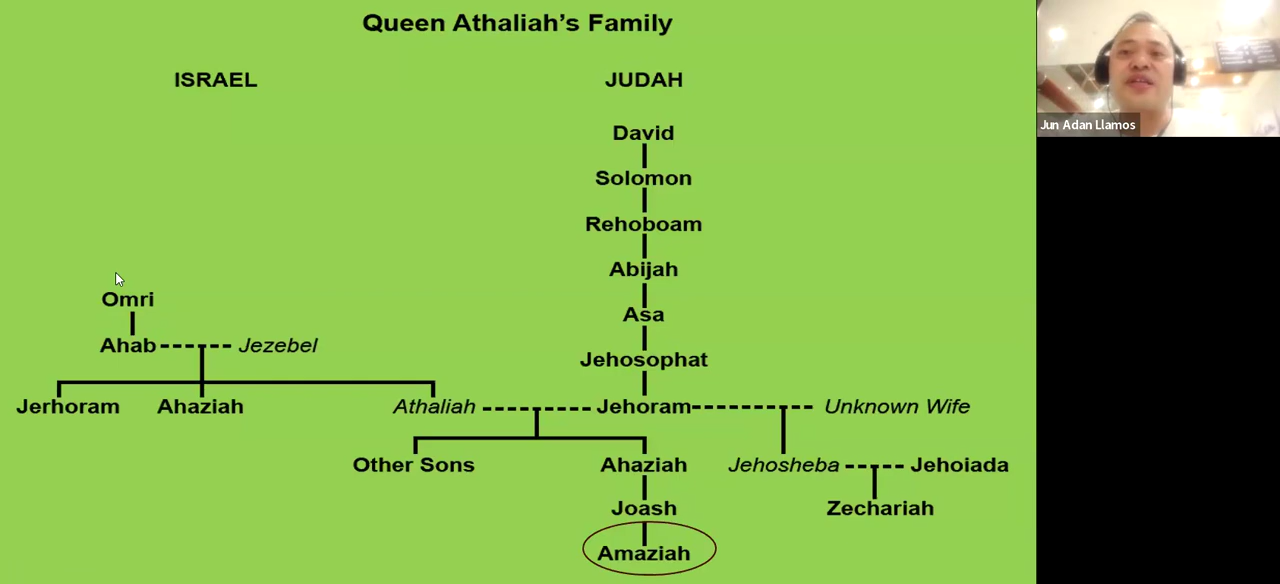 Queen Athaliah's Family
ISRAEL
JUDAH
David
Solomon
Rehoboam
Abijah
Asa
Jehosophat
Omri
Ahab
Jezebel
Jerhoram
Ahaziah
Athaliah
Jehoram
Unknown Wife
Other Sons
Ahaziah
Jehosheba
Jehoiada
Joash
Zechariah
Amaziah
Jun Adan Llamos